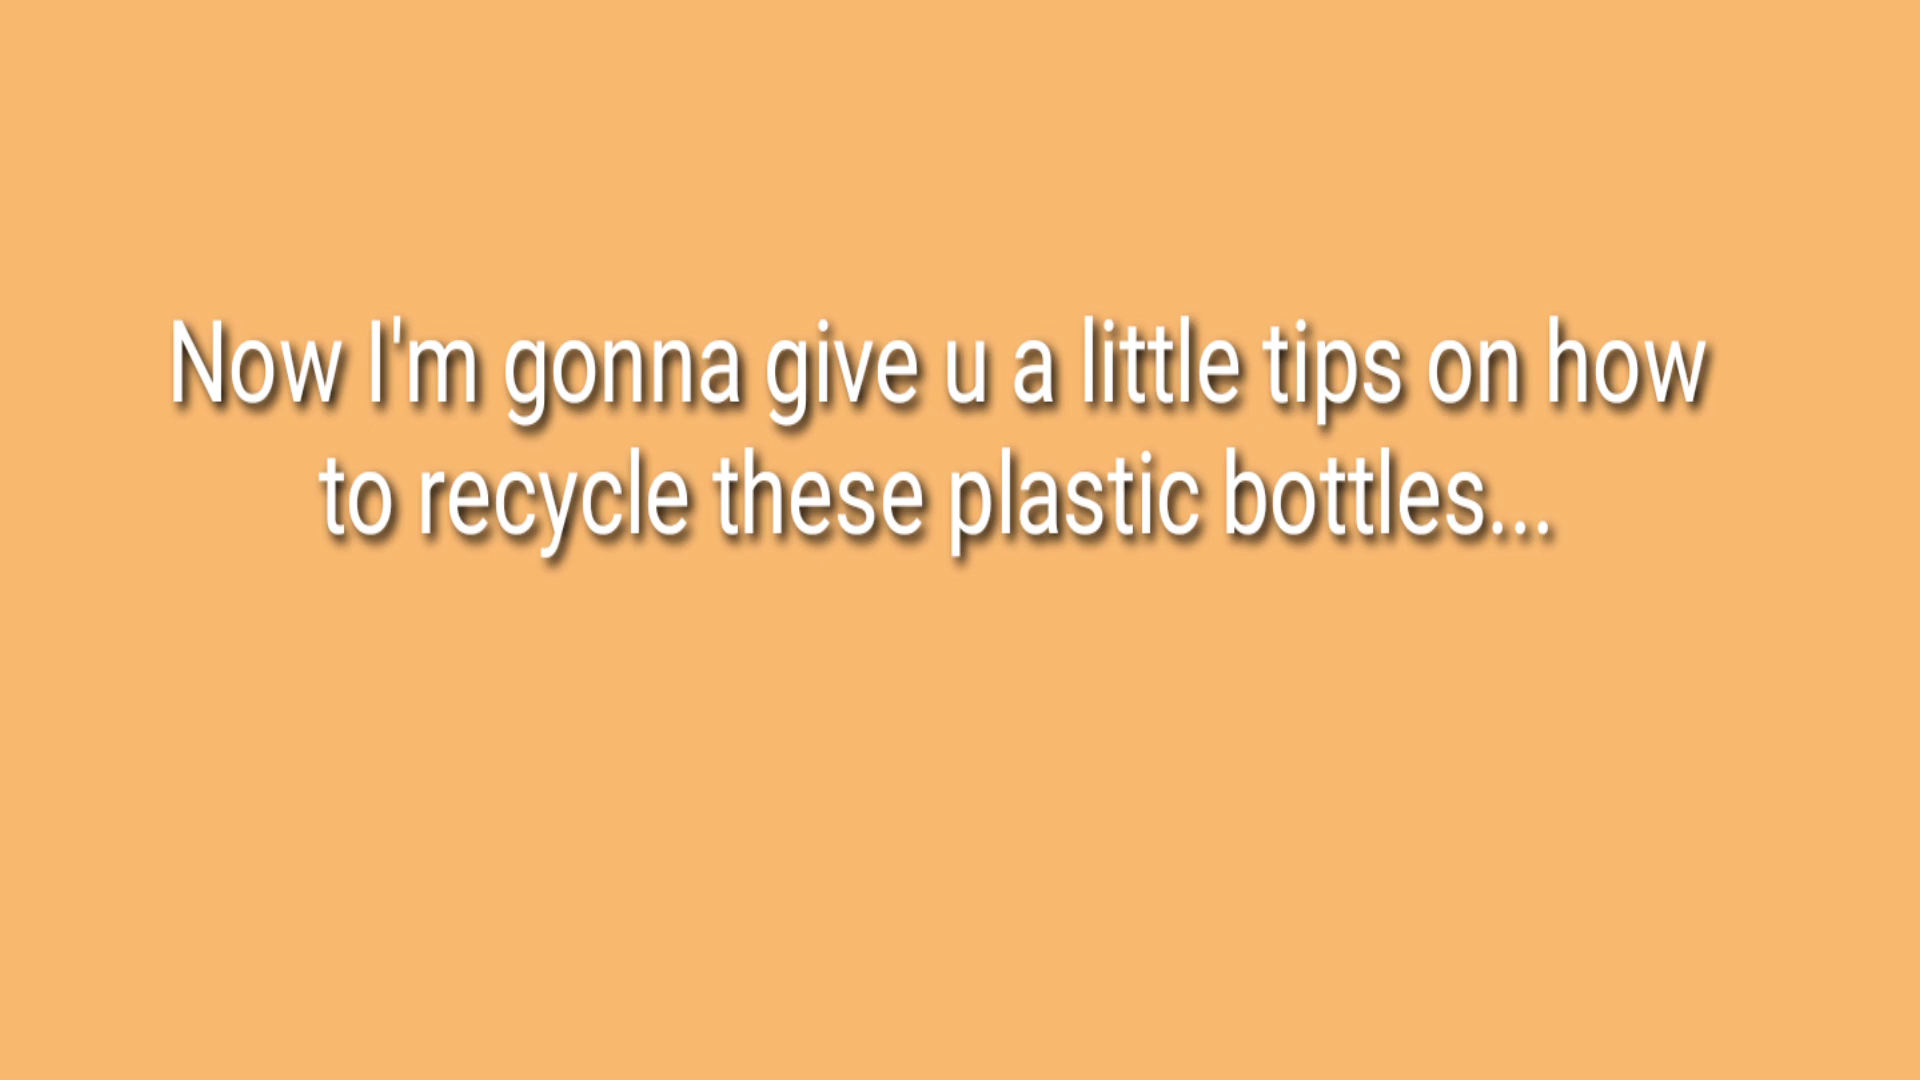 Now I'm gonna give u a little tips on how
to recycle these plastic bottles...